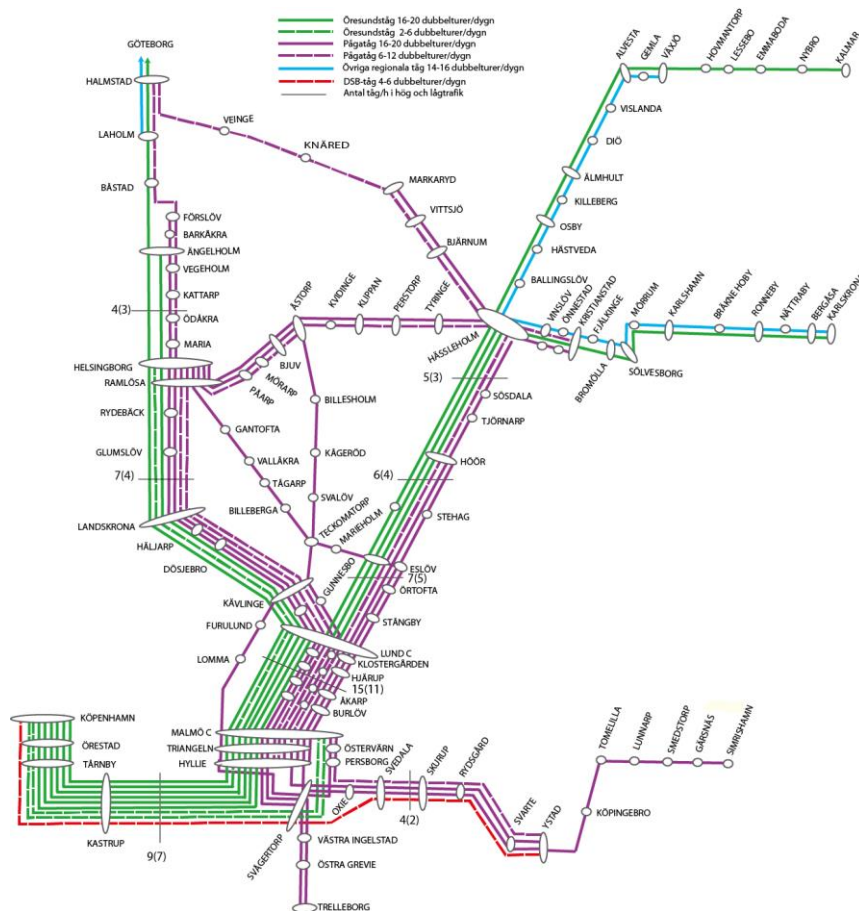 Öresundståg 16-20 dubbelturer/dygn
Öresundståg 2-6 dubbelturer/dygn
Pågatåg 16-20 dubbelturer/dygn
Pågatåg 6-12 dubbelturer/dygn
Övriga regionala tåg 14-16 dubbelturer/dygn
DSB-tåg 4-6 dubbelturer/dygn
Antal tåg/h i hög och lågtrafik
GÖTEBORG
HALMSTAD
LAHOLM
BÅSTAD
VEINGE
KNÄRED
MARKARYD
VITTSJÖ
BJÄRNUM
FÖRSLÖV
BARKÅKRA
ÄNGELHOLM
VEGEHOLM
KATTARP
ÖDÅKRA
MARIA
4(3)
HELSINGBORG
RAMLÖSA
RYDEBÄCK
GLUMSLÖV
7(4)
LANDSKRONA
HÄLJARP
DÖSJEBRO
ÅSTORP
KVIDINGE
KLIPPAN
PERSTORP
TYRINGE
BJUV
MÖRARP
PÅARP
BILLESHOLM
KÅGERÖD
SVALÖV
TECKOMATORP
GANTOFTA
VALLÅKRA
TÅGARP
BILLEBERGA
MARIEHOLM
GUNNESBO
KÄVLINGE
FURULUND
LOMMA
ALVESTA
GEMLA
VÄXJÖ
HOVMANTORP
LESSEBO
EMMABODA
NYBRO
KALMAR
VISLANDA
DIÖ
ÄLMHULT
KILLEBERG
OSBY
HÄSTVEDA
BALLINGSLÖV
HÄSSLEHOLM
VINSLÖV
ÖNNESTAD
KRISTIANSTAD
FJÄLKINGE
BROMÖLLA
SÖLVESBORG
MÖRRUM
KARLSHAMN
BRÄKNE HOBY
RONNEBY
NÄTTRABY
BERGÅSA
KARLSKRONA
5(3)
SÖSDALA
TJÖRNARP
HÖÖR
6(4)
STEHAG
ESLÖV
7(5)
ÖRTOFTA
STÅNGBY
LUND C
KLOSTERGÅRDEN
HJÄRUP
15(11)
ÅKARP
BURLÖV
MALMÖ C
TRIANGELN
HYLLIE
ÖSTERVÄRN
PERSBORG
KÖPENHAMN
ÖRESTAD
TÅRNBY
KASTRUP
9(7)
OXIE
SVEDALA
SKURUP
RYDSGÅRD
4(2)
SVARTE
YSTAD
KÖPINGEBRO
TOMELILLA
LUNNARP
SMEDSTORP
GÄRSNÄS
SIMRISHAMN
SVÅGERTORP
VÄSTRA INGELSTAD
ÖSTRA GREVIE
TRELLEBORG